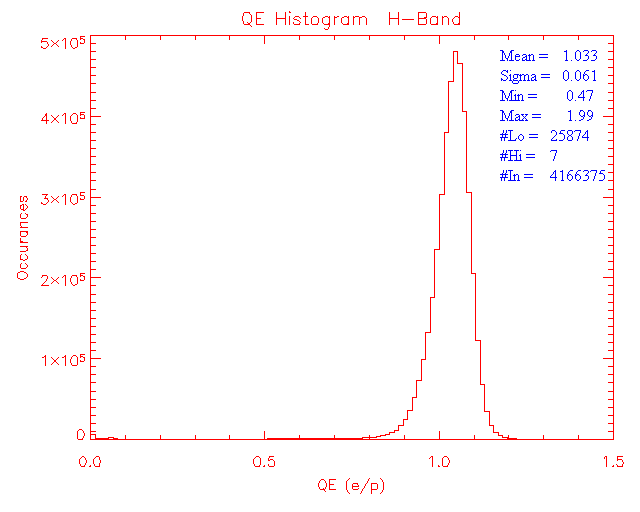 QE Histogram H-Band
5×10⁵
4×10⁵
3×10⁵
2×10⁵
1×10⁵
0
Occurances
Mean = 1.033
Sigma = 0.061
Min = 0.47
Max = 1.99
#Lo = 25874
#Hi = 7
#In = 4166375
0.0 0.5 1.0 1.5
QE (e/p)